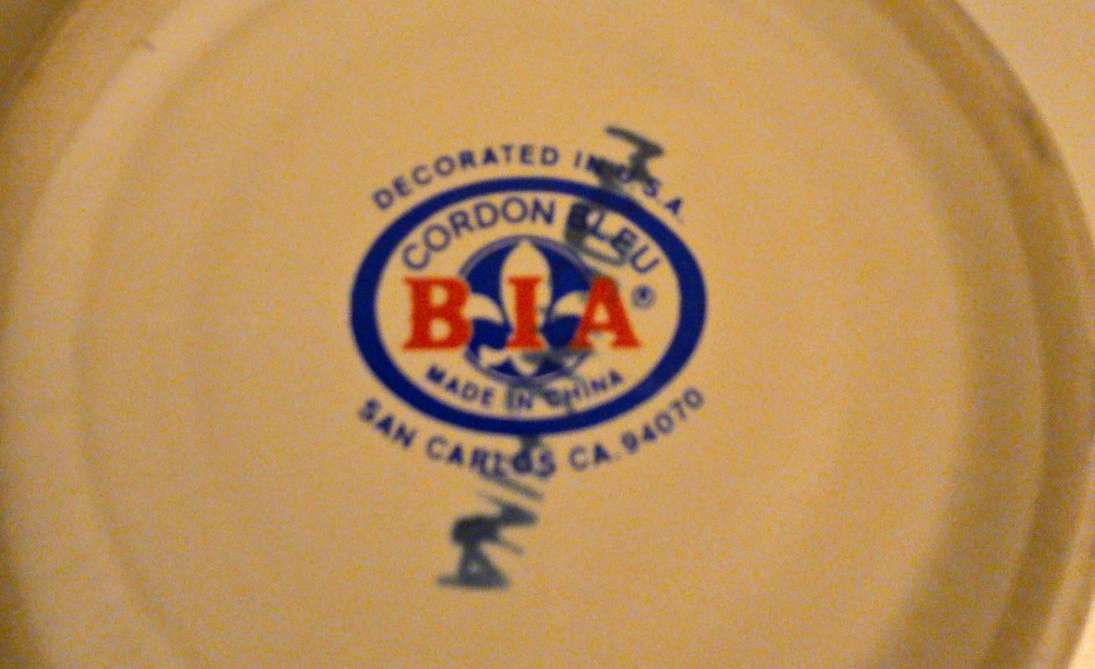 DECORATED IN U.S.A.
CORDON BLEU
BIA®
MADE IN CHINA
SAN CARLOS CA. 94070